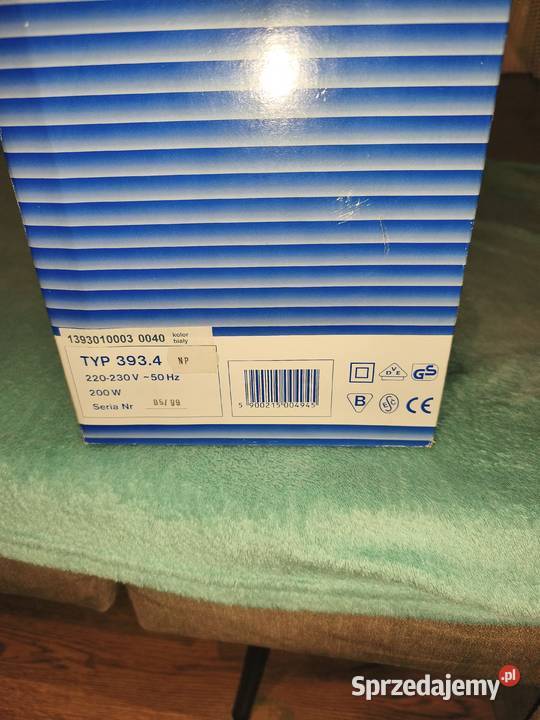 1393010003 0040 kolor biały
TYP 393.4 NP
220-230 V ~ 50 Hz
200 W
Seria Nr 05/99
5 900215 004945
D V E
GS
B
ESC
CE
Sprzedajemy.pl